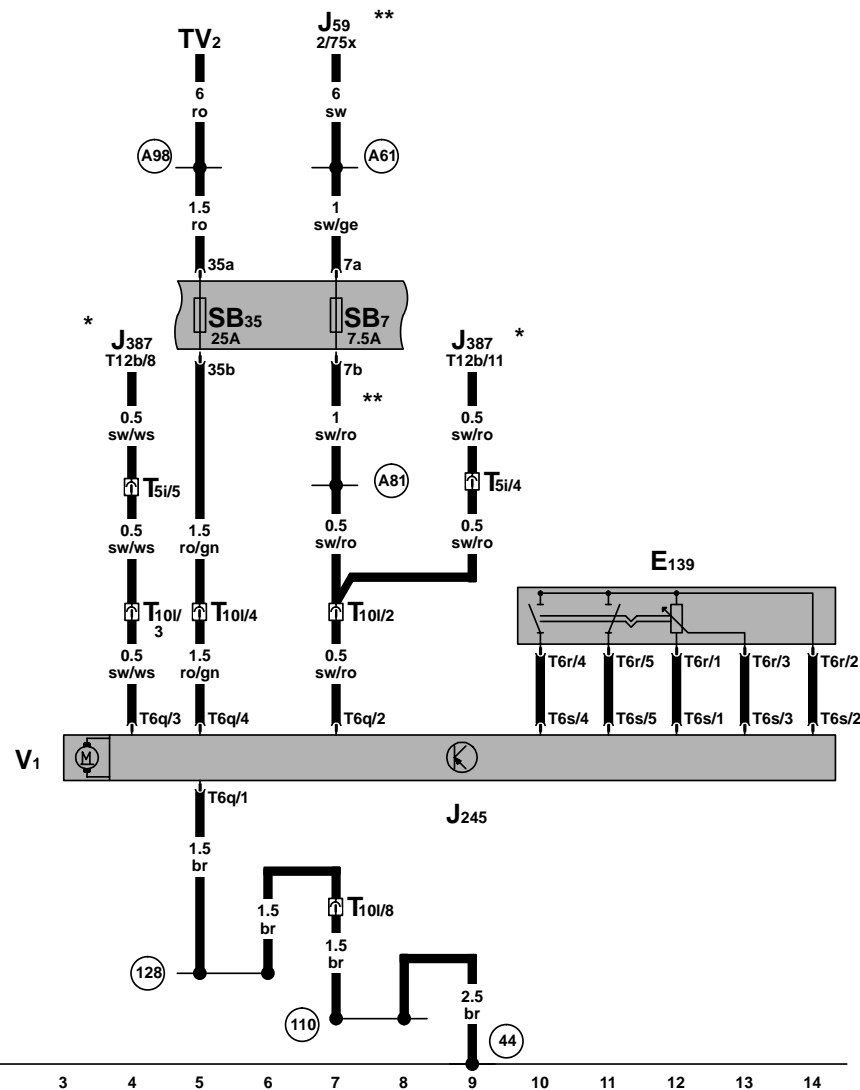 J59 **
TV2
2/75x
6
ro
6
sw
A98
A61
1.5
ro
1
sw/ge
35a
7a
SB35
25A
SB7
7.5A
*
J387
T12b/8
J387 *
T12b/11
35b
7b
**
0.5
sw/ws
1
sw/ro
0.5
sw/ro
T5i/5
A81
T5i/4
0.5
sw/ws
1.5
ro/gn
0.5
sw/ro
0.5
sw/ro
E139
T10l/
3
T10l/4
T10l/2
0.5
sw/ws
1.5
ro/gn
0.5
sw/ro
T6r/4
T6r/5
T6r/1
T6r/3
T6r/2
T6q/3
T6q/4
T6q/2
T6s/4
T6s/5
T6s/1
T6s/3
T6s/2
V1
M
T6q/1
J245
1.5
br
1.5
br
T10l/8
1.5
br
128
2.5
br
110
44
3 4 5 6 7 8 9 10 11 12 13 14